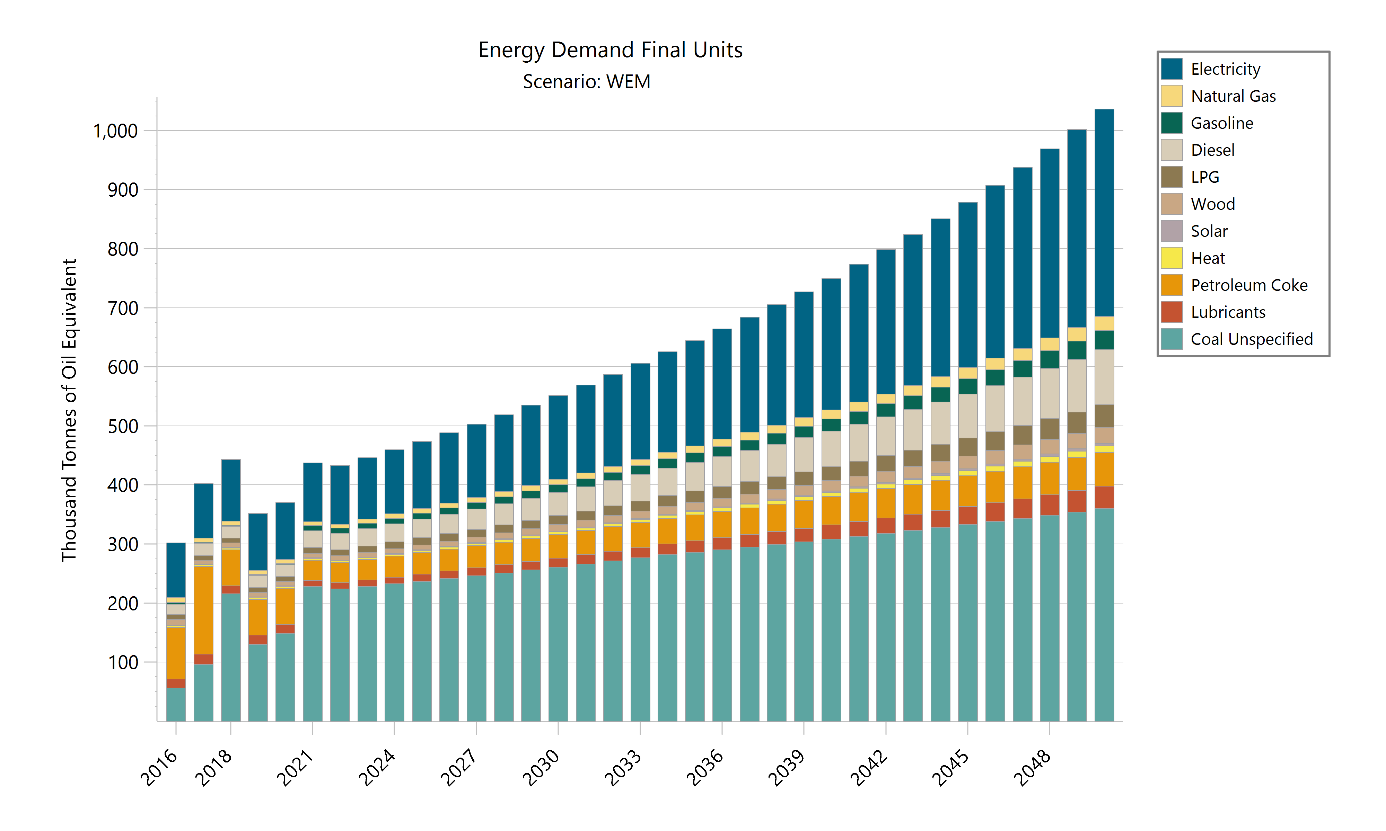 Energy Demand Final Units
Scenario: WEM
Thousand Tonnes of Oil Equivalent
1,000
900
800
700
600
500
400
300
200
100
2016
2018
2021
2024
2027
2030
2033
2036
2039
2042
2045
2048
Electricity
Natural Gas
Gasoline
Diesel
LPG
Wood
Solar
Heat
Petroleum Coke
Lubricants
Coal Unspecified